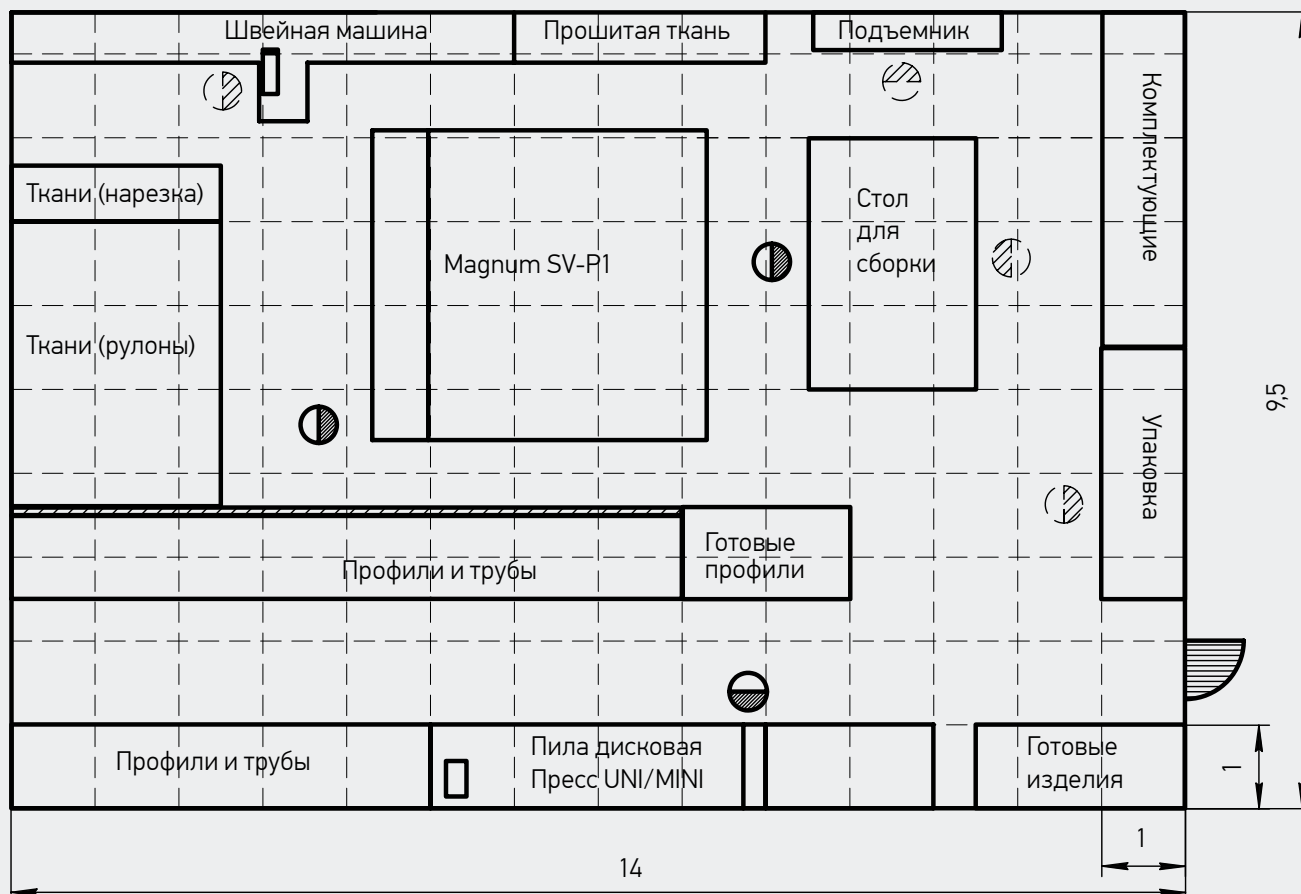 Швейная машина
Прошитая ткань
Подъемник
Комплектующие
Ткани (нарезка)
Стол
для
сборки
Magnum SV-P1
Ткани (рулоны)
9,5
Упаковка
Готовые
профили
Профили и трубы
Профили и трубы
Пила дисковая
Пресс UNI/MINI
Готовые
изделия
1
1
14